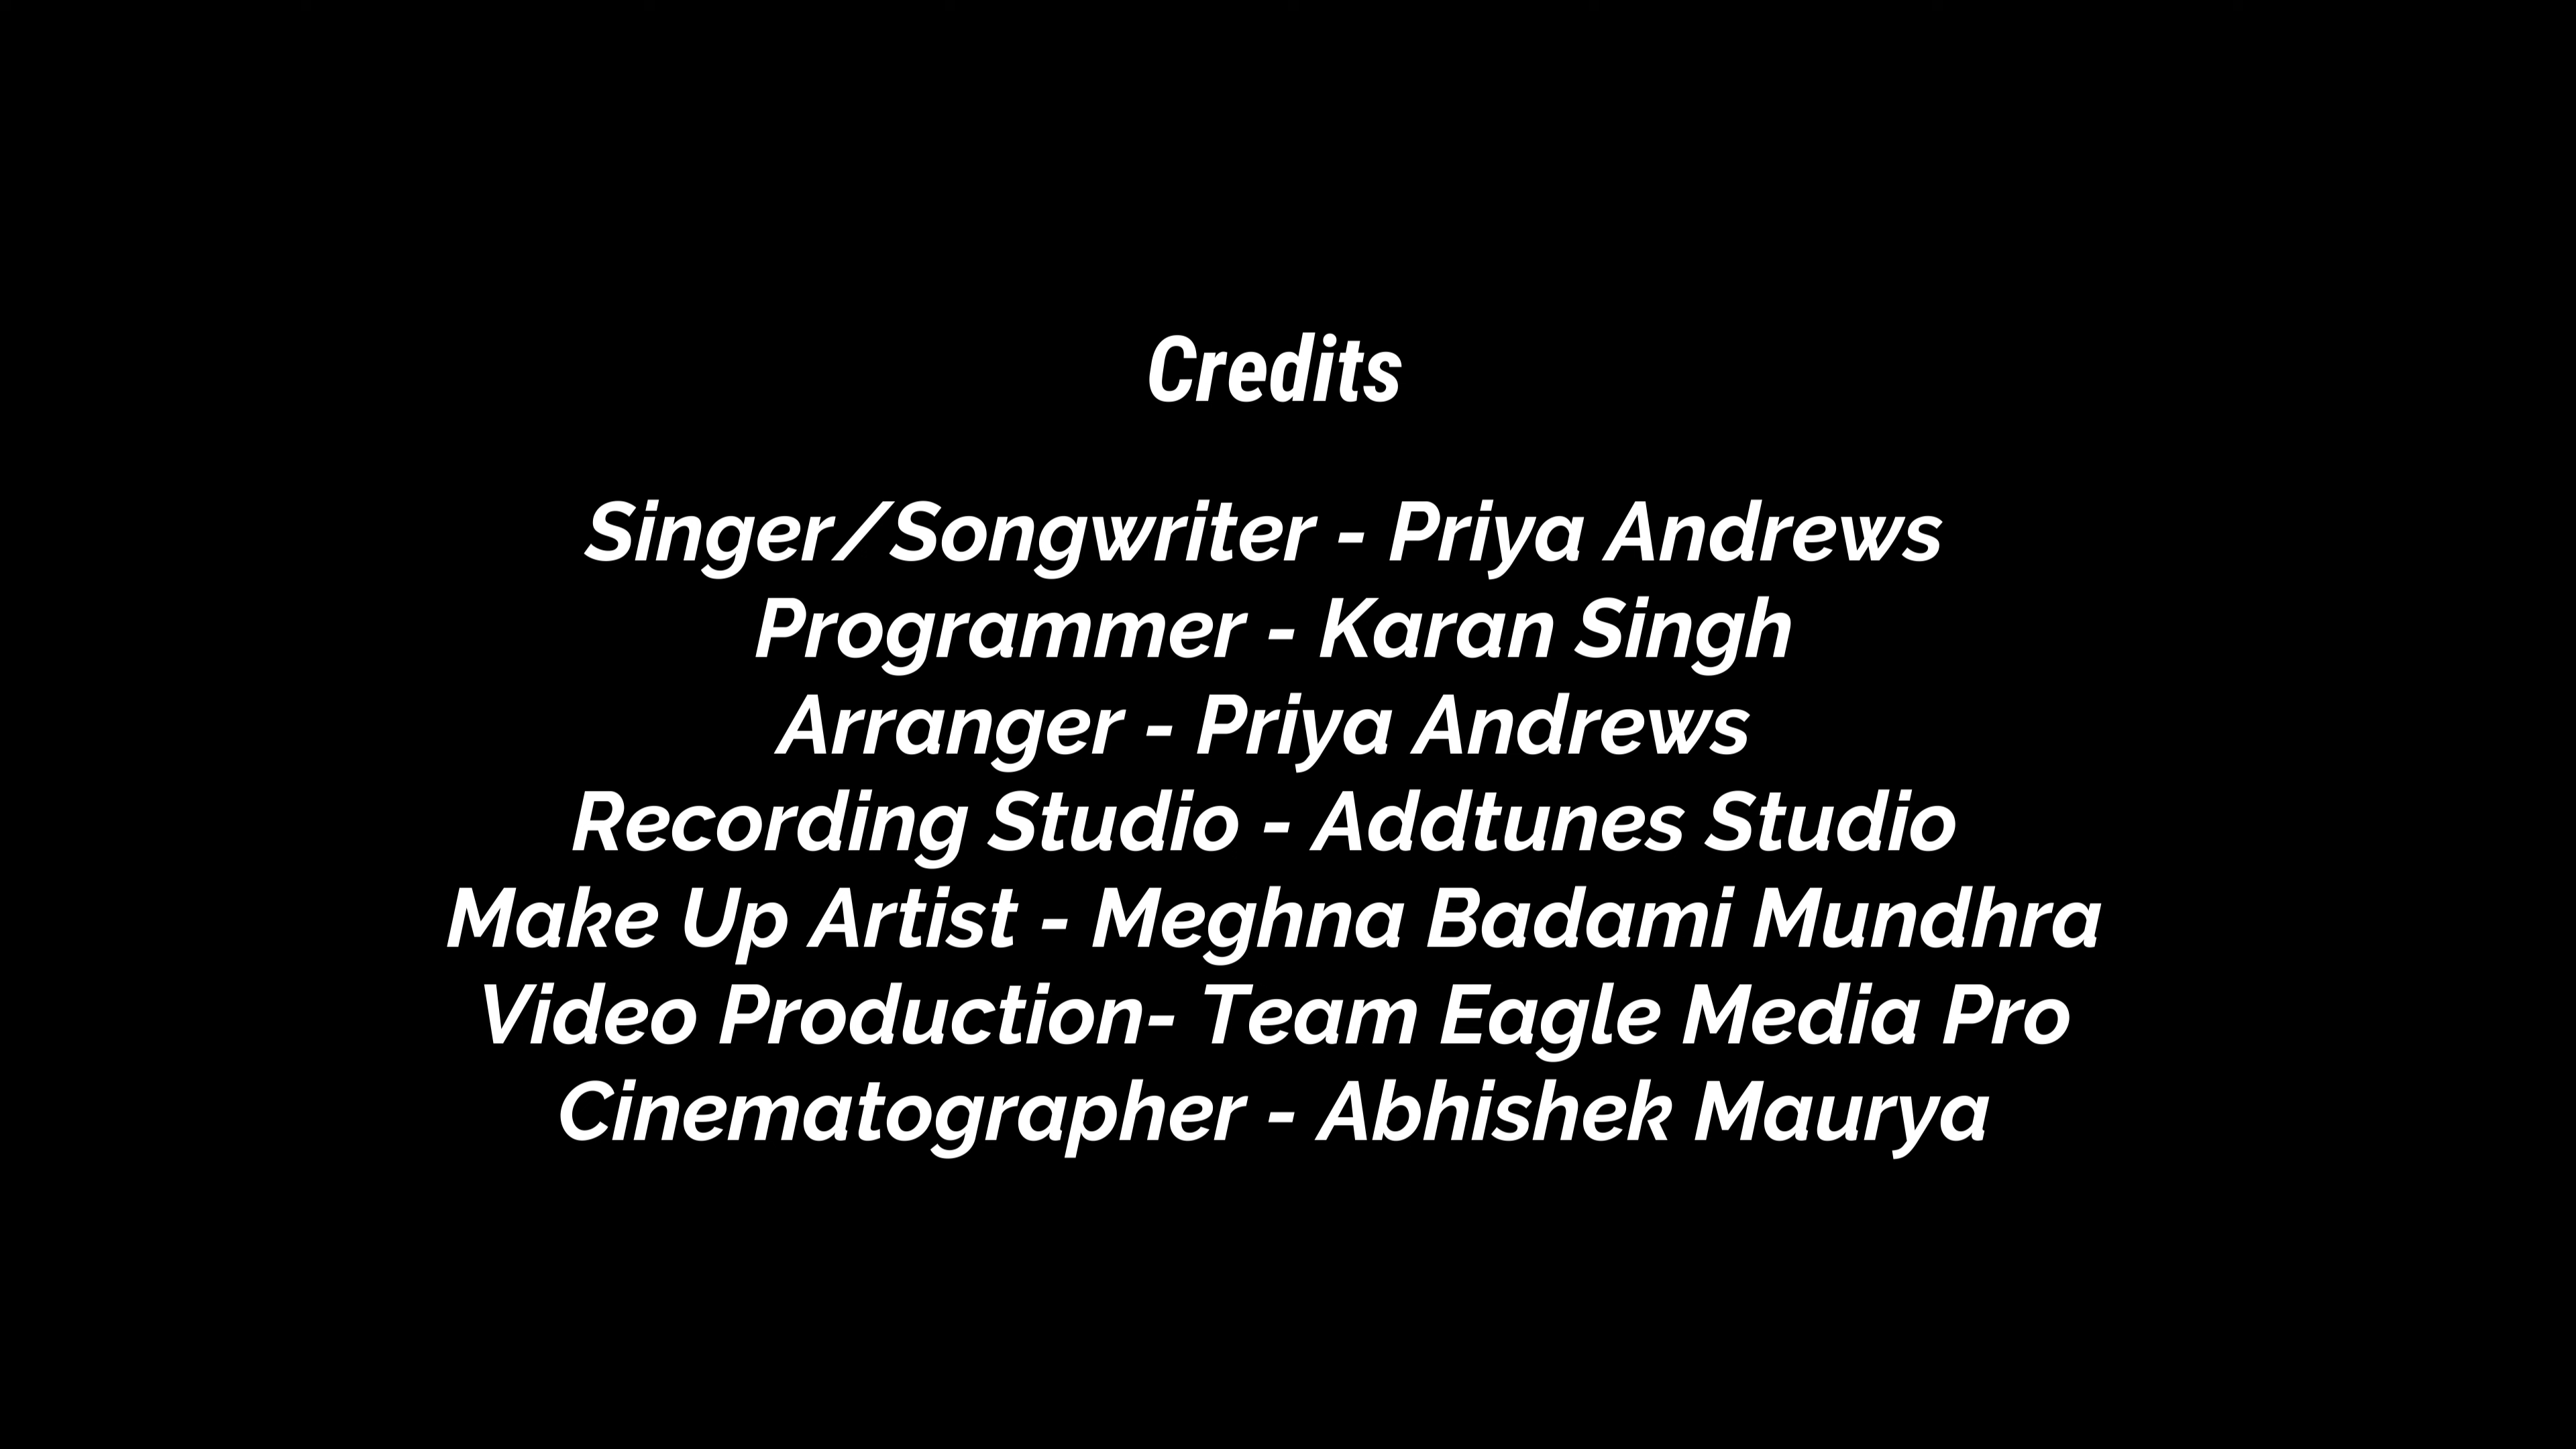 Credits
Singer/Songwriter - Priya Andrews
Programmer - Karan Singh
Arranger - Priya Andrews
Recording Studio - Addtunes Studio
Make Up Artist - Meghna Badami Mundhra
Video Production- Team Eagle Media Pro
Cinematographer - Abhishek Maurya